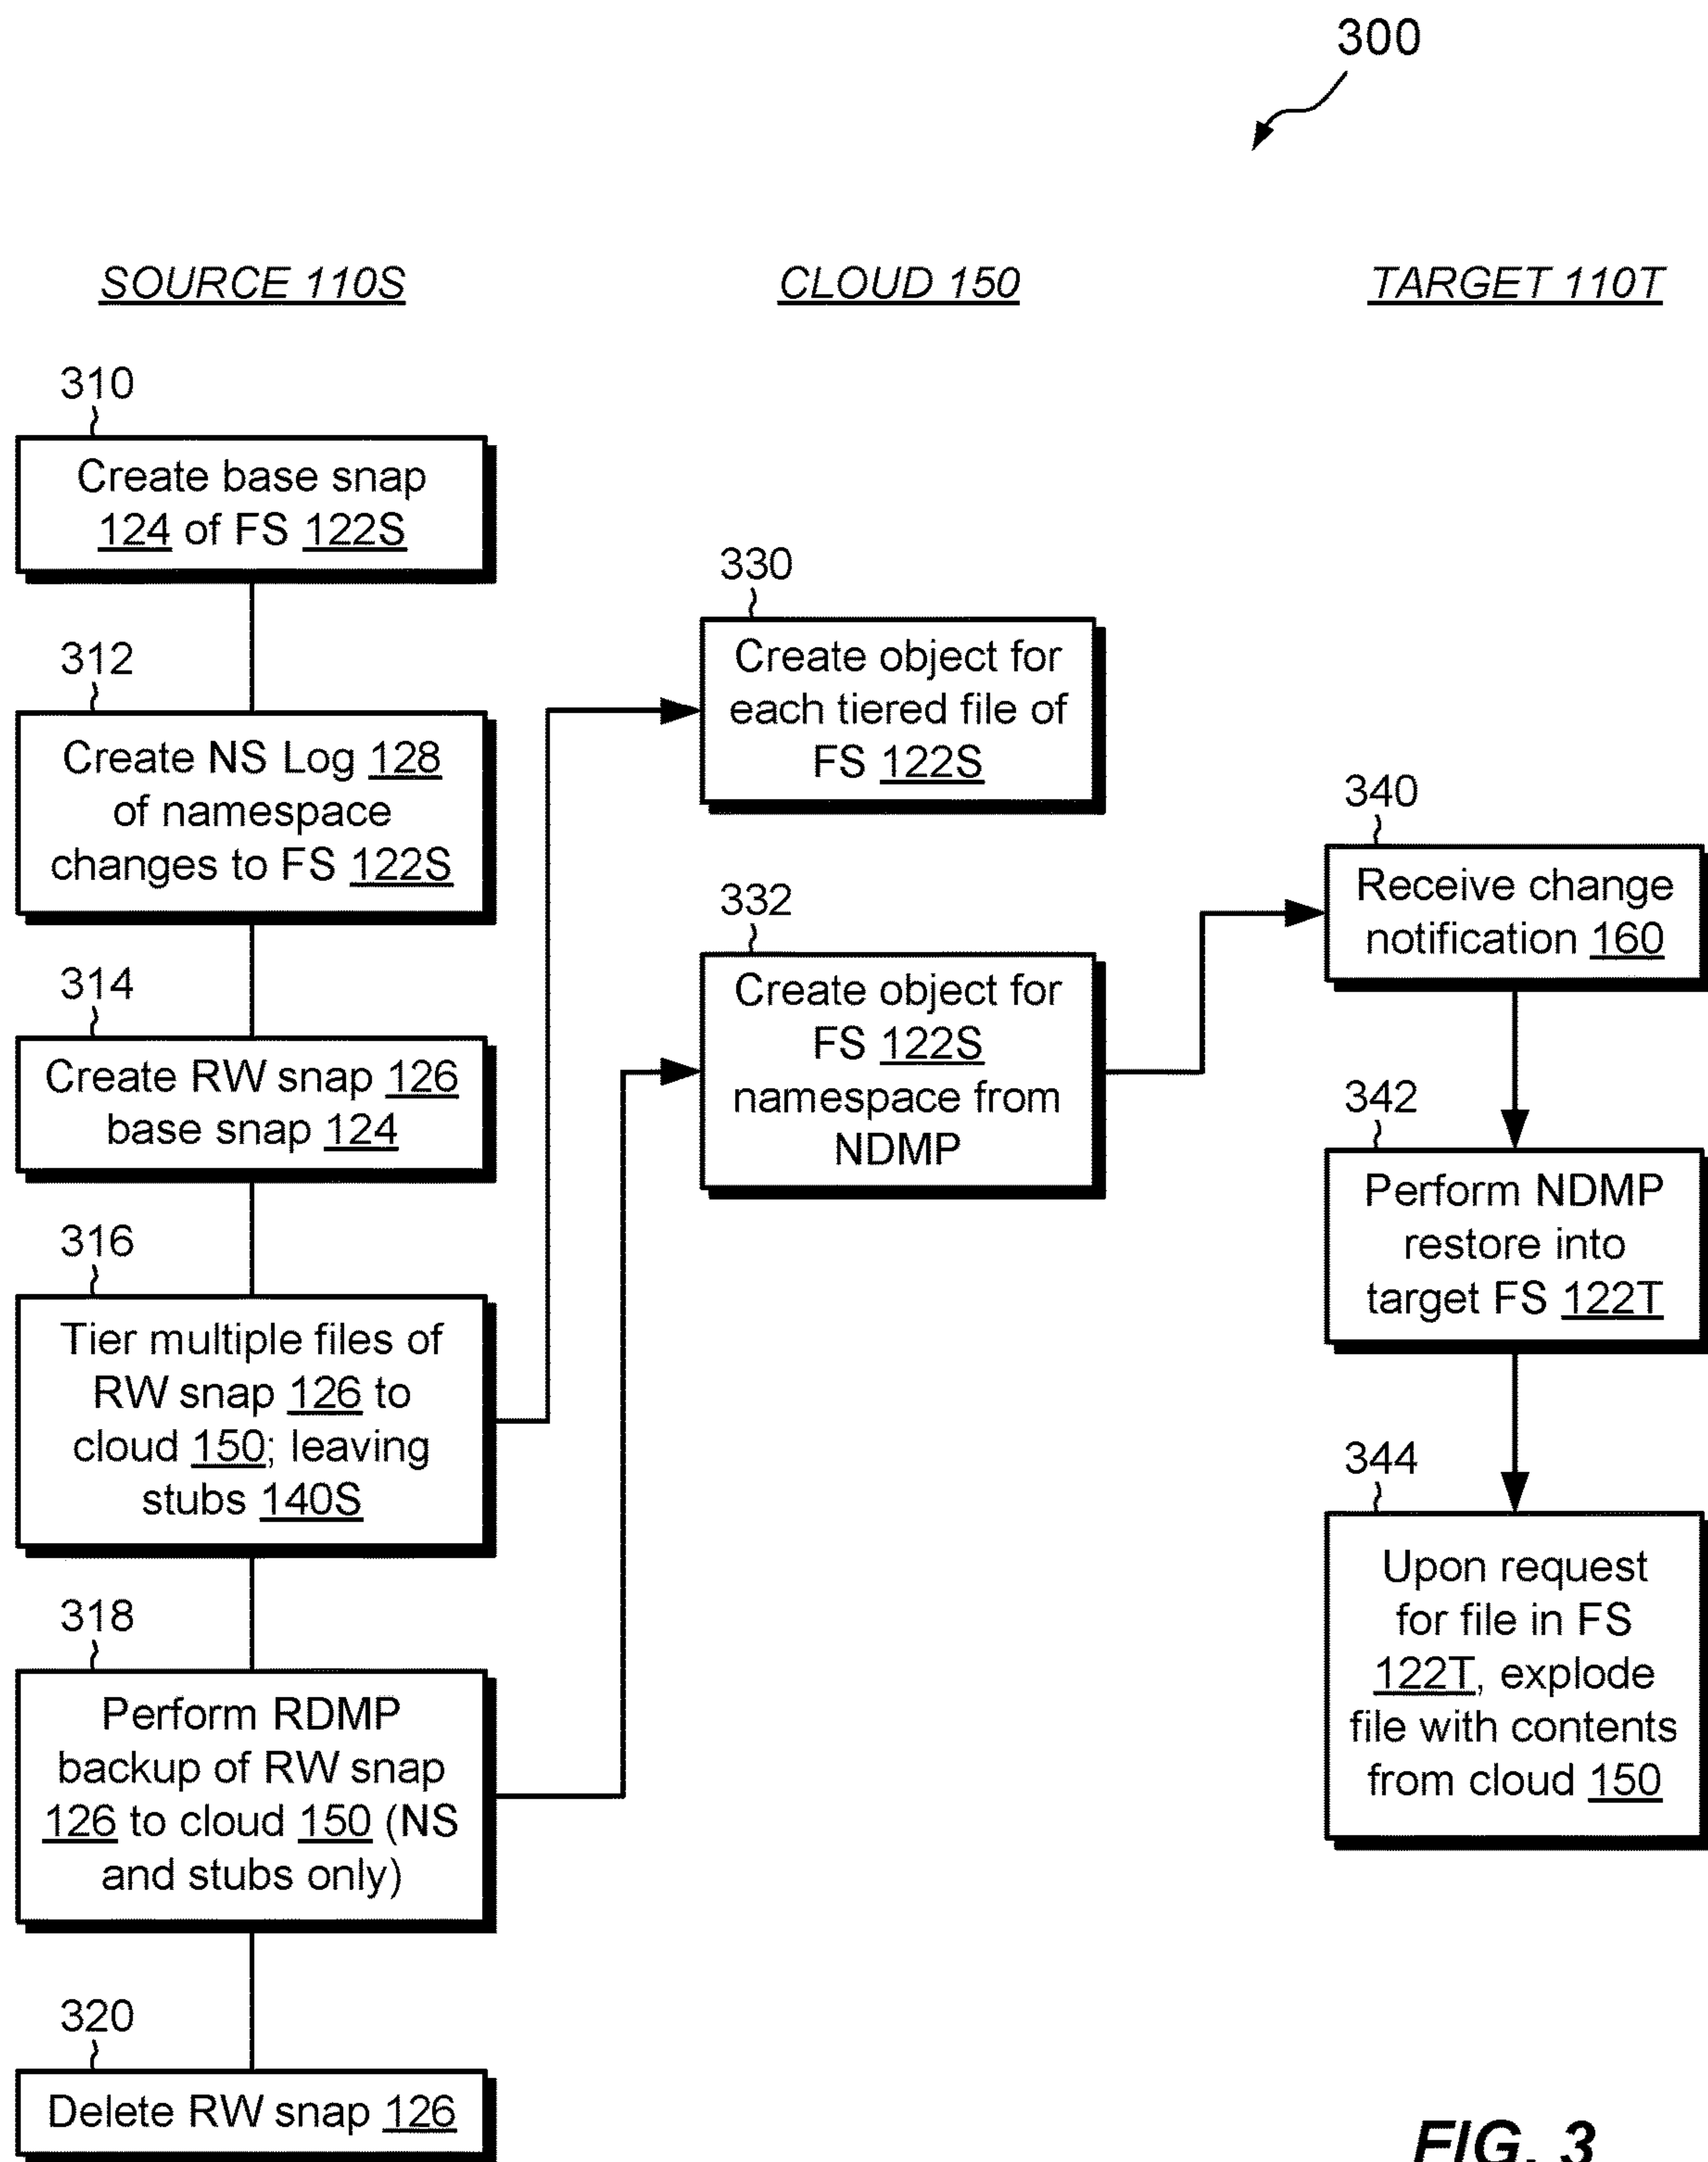 300
SOURCE 110S
CLOUD 150
TARGET 110T
310
Create base snap
124 of FS 122S
312
Create NS Log 128
of namespace
changes to FS 122S
314
Create RW snap 126
base snap 124
316
Tier multiple files of
RW snap 126 to
cloud 150; leaving
stubs 140S
318
Perform RDMP
backup of RW snap
126 to cloud 150 (NS
and stubs only)
320
Delete RW snap 126
330
Create object for
each tiered file of
FS 122S
332
Create object for
FS 122S
namespace from
NDMP
340
Receive change
notification 160
342
Perform NDMP
restore into
target FS 122T
344
Upon request
for file in FS
122T, explode
file with contents
from cloud 150
FIG. 3